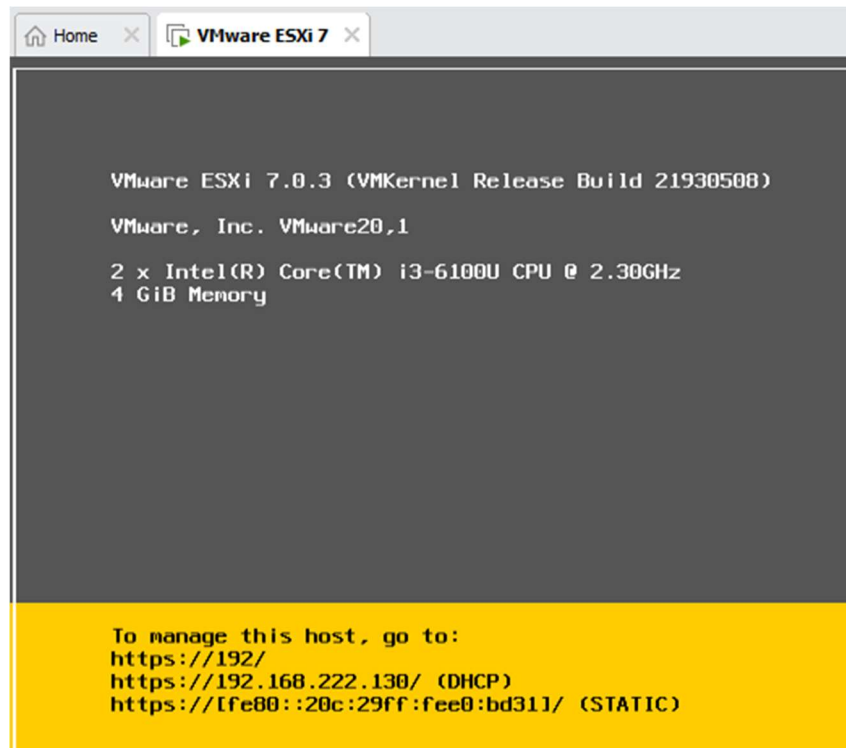 Home
VMware ESXi 7
VMware ESXi 7.0.3 (VMKernel Release Build 21930508)
VMware, Inc. VMware20,1
2 x Intel(R) Core(TM) i3-6100U CPU @ 2.30GHz
4 GiB Memory
To manage this host, go to:
https://192/
https://192.168.222.130/ (DHCP)
https://[fe80::20c:29ff:fee0:bd31]/ (STATIC)